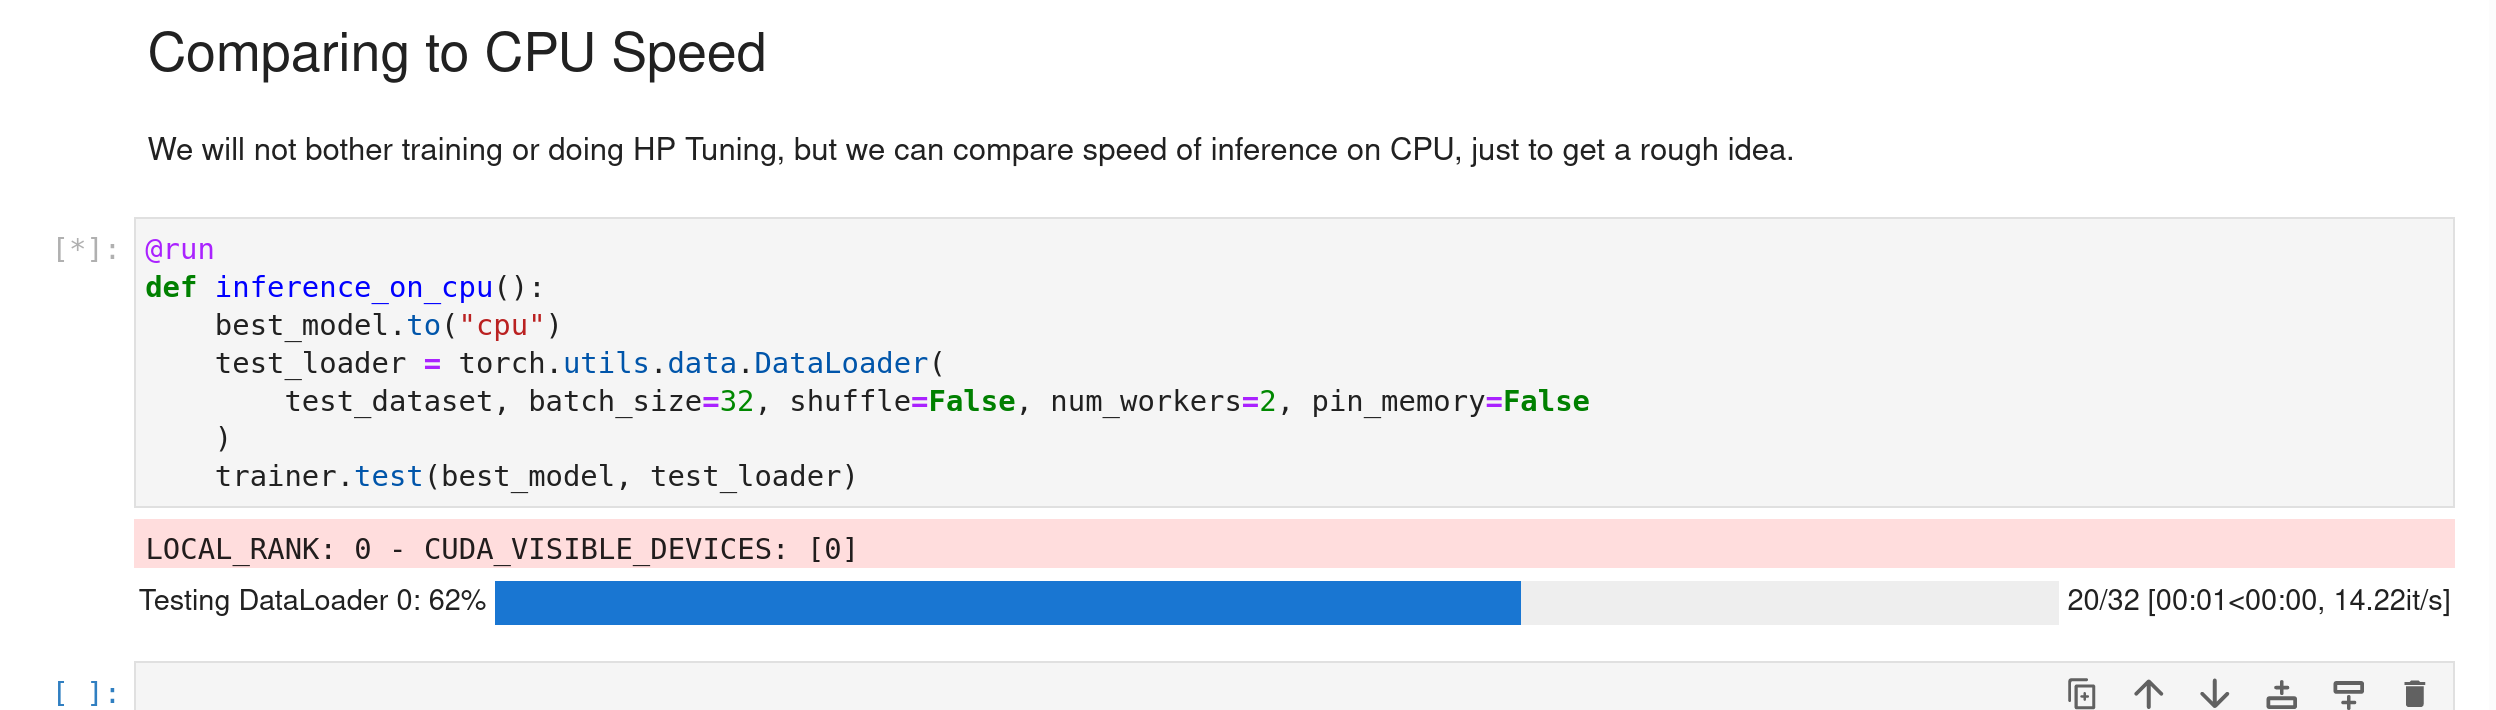 Comparing to CPU Speed
We will not bother training or doing HP Tuning, but we can compare speed of inference on CPU, just to get a rough idea.
[*]:
@run
def inference_on_cpu():
    best_model.to("cpu")
    test_loader = torch.utils.data.DataLoader(
        test_dataset, batch_size=32, shuffle=False, num_workers=2, pin_memory=False
    )
    trainer.test(best_model, test_loader)
LOCAL_RANK: 0 - CUDA_VISIBLE_DEVICES: [0]
Testing DataLoader 0: 62% 20/32 [00:01<00:00, 14.22it/s]
[ ]: